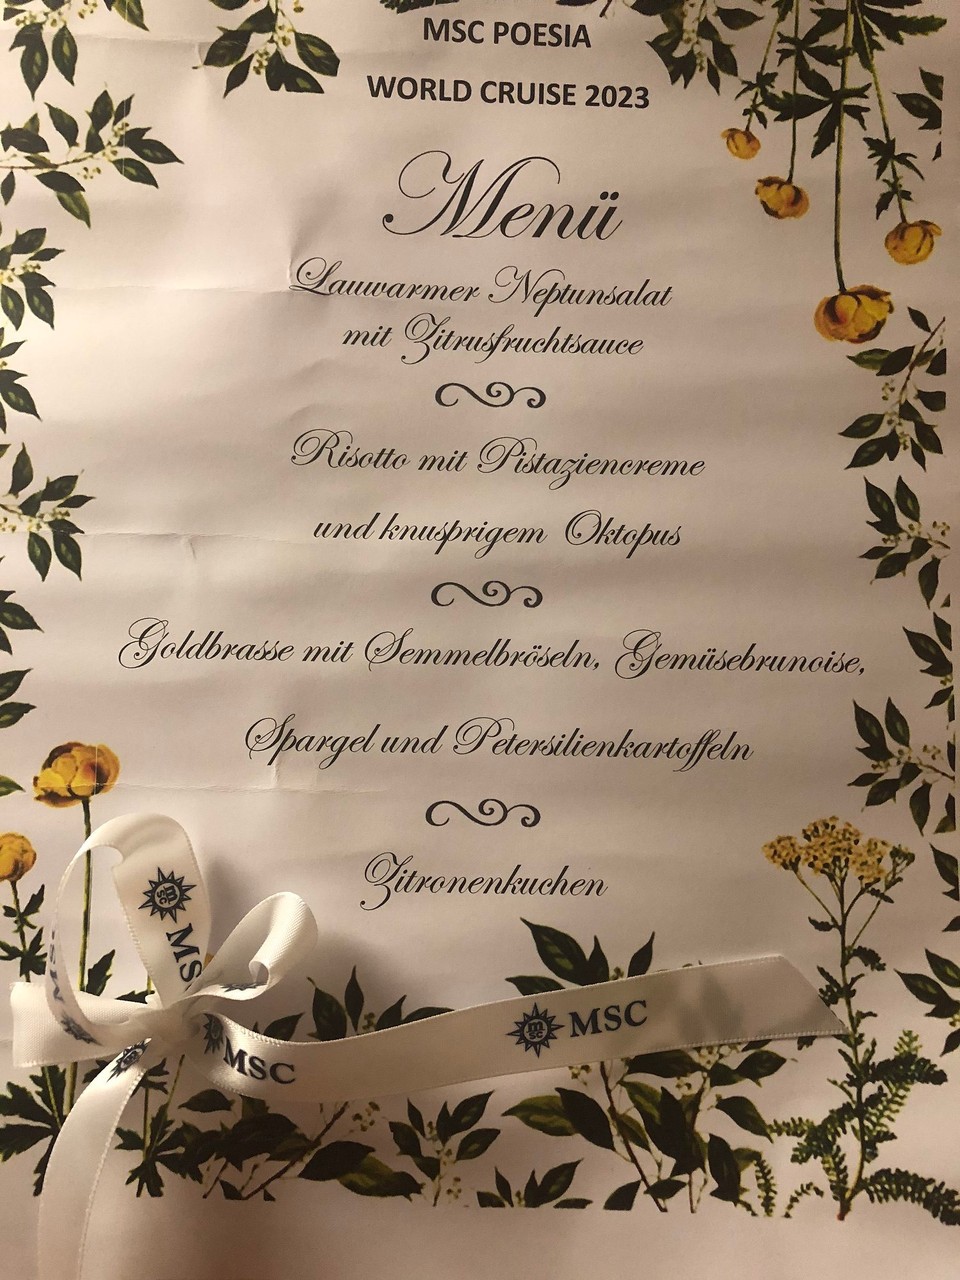 MSC POESIA
WORLD CRUISE 2023
Menü
Lauwarmer Neptunsalat
mit Zitrusfruchtsauce
Risotto mit Pistaziencreme
und knusprigem Oktopus
Goldbrasse mit Semmelbröseln, Gemüsebrunoise,
Spargel und Petersilienkartoffeln
Zitronenkuchen
MS
MSC
MSC